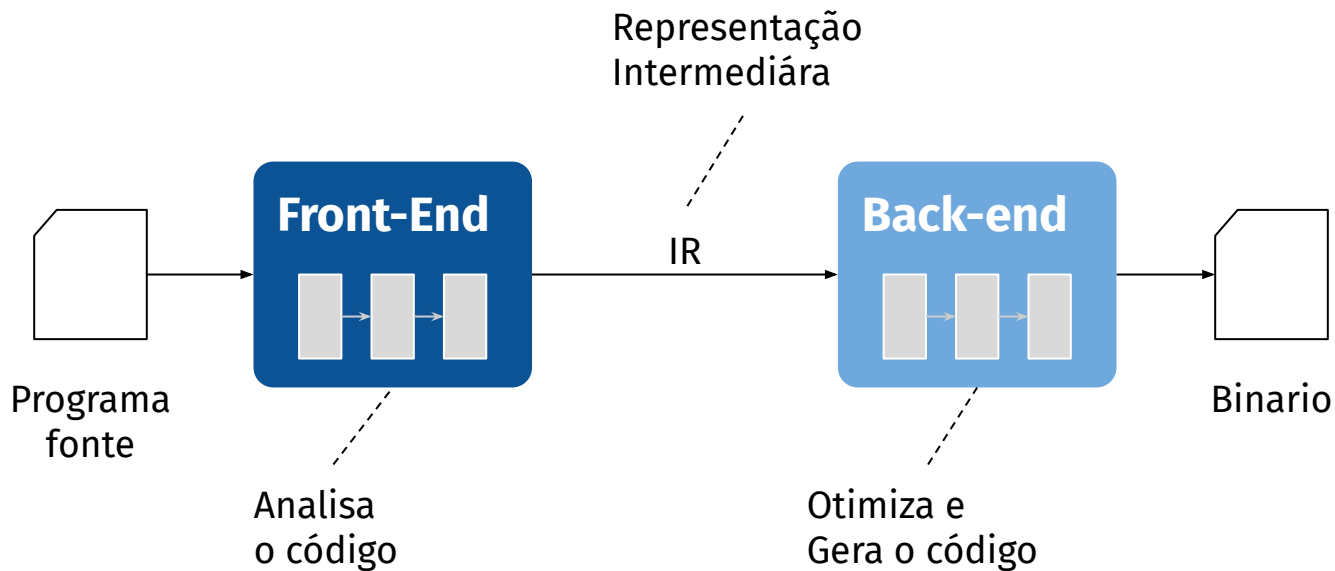 Representação
Intermediára
Front-End
Back-end
IR
Programa
fonte
Binario
Analisa
o código
Otimiza e
Gera o código